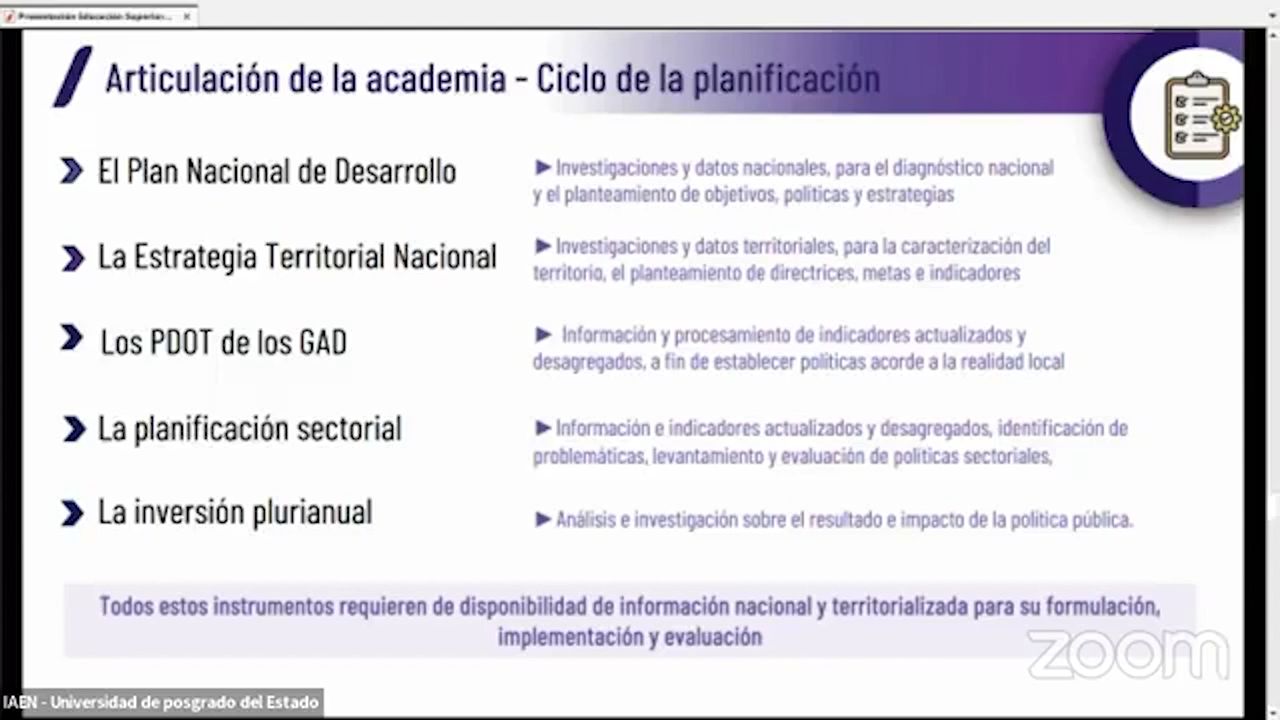 Presentación Educación Superior...
Articulación de la academia - Ciclo de la planificación
El Plan Nacional de Desarrollo
►Investigaciones y datos nacionales, para el diagnóstico nacional
y el planteamiento de objetivos, políticas y estrategias
La Estrategia Territorial Nacional
►Investigaciones y datos territoriales, para la caracterización del
territorio, el planteamiento de directrices, metas e indicadores
Los PDOT de los GAD
► Información y procesamiento de indicadores actualizados y
desagregados, a fin de establecer políticas acorde a la realidad local
La planificación sectorial
►Información e indicadores actualizados y desagregados, identificación de
problemáticas, levantamiento y evaluación de políticas sectoriales,
La inversión plurianual
►Análisis e investigación sobre el resultado e impacto de la política pública.
Todos estos instrumentos requieren de disponibilidad de información nacional y territorializada para su formulación,
implementación y evaluación
zoom
IAEN - Universidad de posgrado del Estado